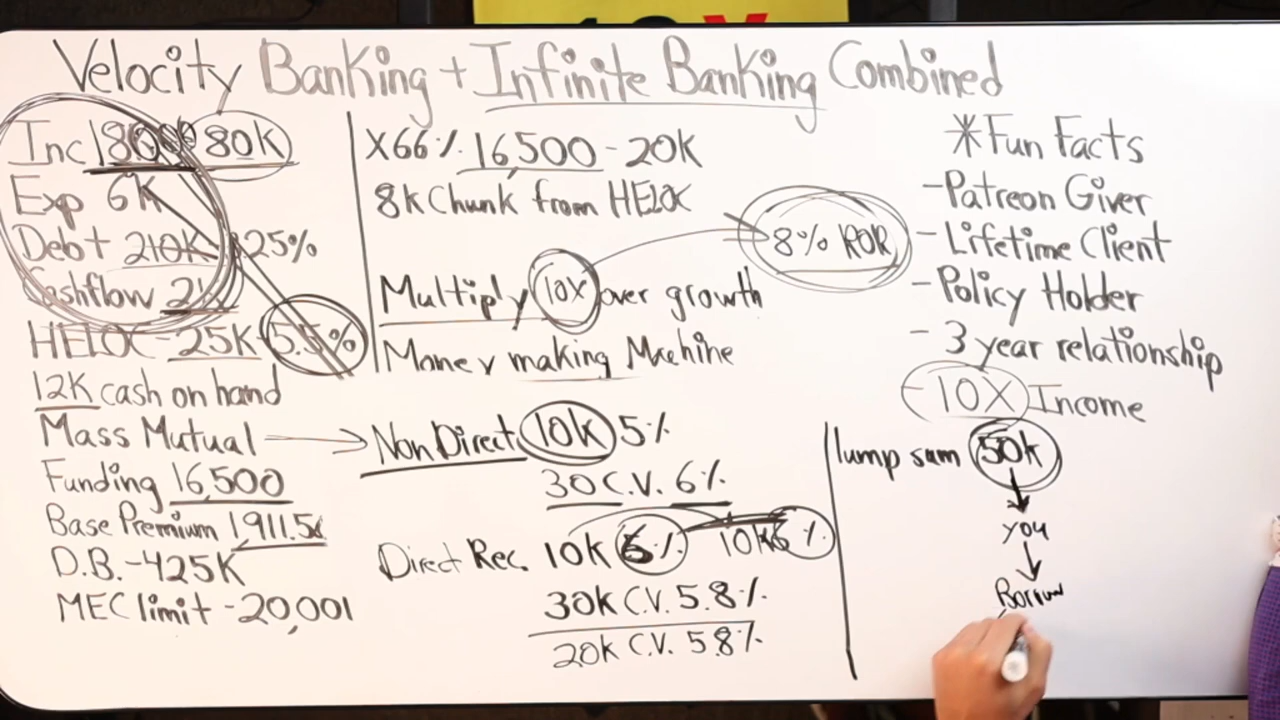 Velocity Banking + Infinite Banking Combined
Inc 80K
Exp 6K
Debt 210K 25%
Cashflow 2K
HELOC - 25K 5.5%
12K cash on hand
Mass Mutual
Funding 16,500
Base Premium 1,911.56
D.B. - 425K
MEC limit - 20,001
X66% 16,500 - 20K
8k Chunk from HELOC
8% ROR
Multiply 10x over growth
Money making Machine
Non Direct 10k 5%
30 C.V. 6%
Direct Rec. 10k 6% 10k 6%
30k C.V. 5.8%
20k C.V. 5.8%
*Fun Facts
- Patreon Giver
- Lifetime Client
- Policy Holder
- 3 year relationship
- 10X Income
lump sum 50k
you
Borrow